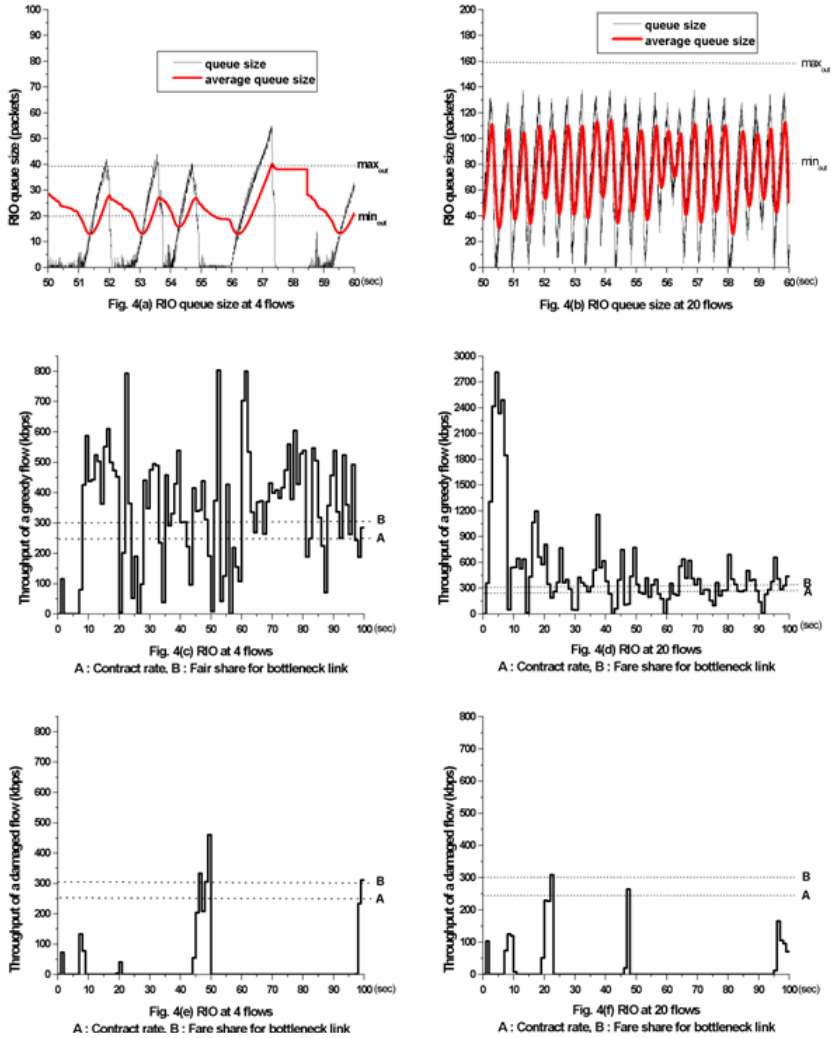 queue size
average queue size
RIO queue size (packets)
100
90
80
70
60
50
40
30
20
10
0
max out
min out
50 51 52 53 54 55 56 57 58 59 60 (sec)
Fig. 4(a) RIO queue size at 4 flows
queue size
average queue size
RIO queue size (packets)
200
180
160
140
120
100
80
60
40
20
0
max out
min out
50 51 52 53 54 55 56 57 58 59 60 (sec)
Fig. 4(b) RIO queue size at 20 flows
Throughput of a greedy flow (kbps)
800
700
600
500
400
300
200
100
0
B
A
0 10 20 30 40 50 60 70 80 90 100 (sec)
Fig. 4(c) RIO at 4 flows
A : Contract rate, B : Fair share for bottleneck link
Throughput of a greedy flow (kbps)
3000
2700
2400
2100
1800
1500
1200
900
600
300
0
B
A
0 10 20 30 40 50 60 70 80 90 100 (sec)
Fig. 4(d) RIO at 20 flows
A : Contract rate, B : Fare share for bottleneck link
Throughput of a damaged flow (kbps)
800
700
600
500
400
300
200
100
0
B
A
0 10 20 30 40 50 60 70 80 90 100 (sec)
Fig. 4(e) RIO at 4 flows
A : Contract rate, B : Fare share for bottleneck link
Throughput of a damaged flow (kbps)
800
700
600
500
400
300
200
100
0
B
A
0 10 20 30 40 50 60 70 80 90 100 (sec)
Fig. 4(f) RIO at 20 flows
A : Contract rate, B : Fare share for bottleneck link